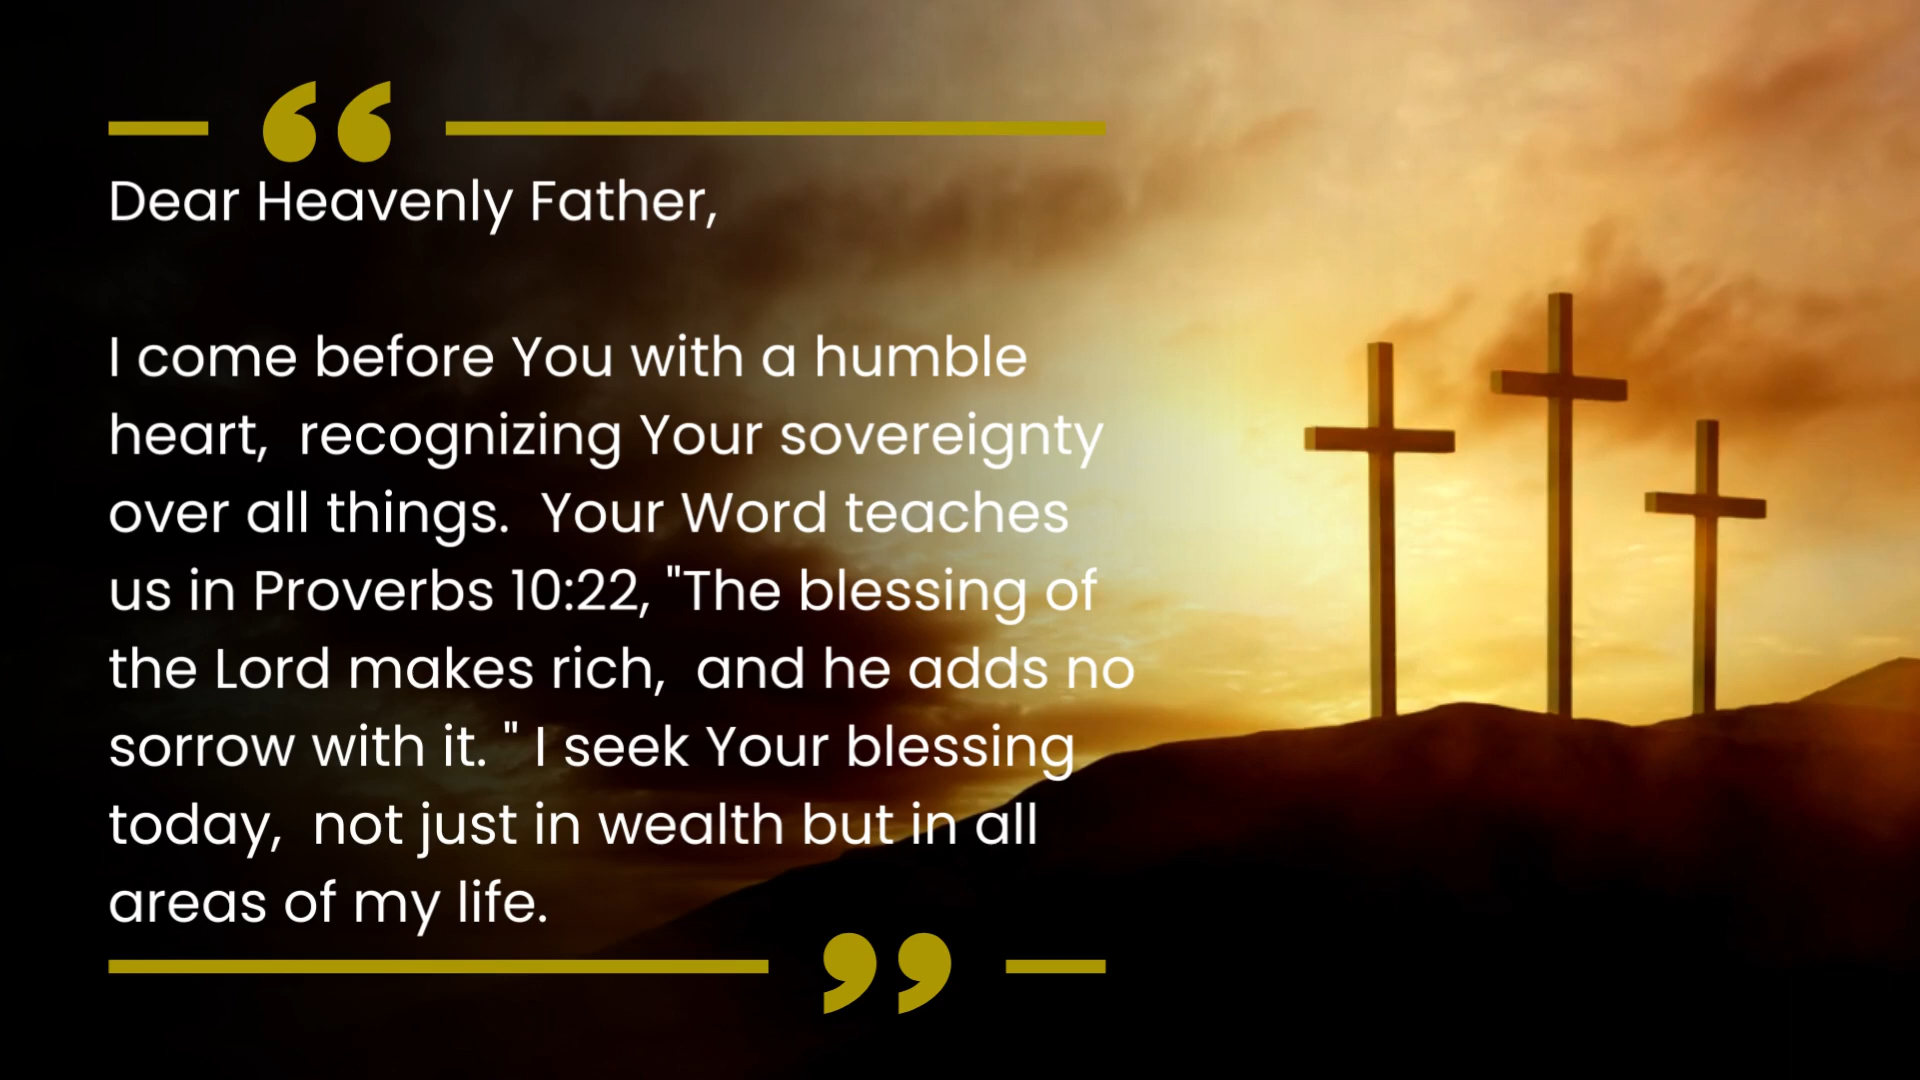 “
Dear Heavenly Father,
I come before You with a humble
heart,  recognizing Your sovereignty
over all things.  Your Word teaches
us in Proverbs 10:22, "The blessing of
the Lord makes rich,  and he adds no
sorrow with it. " I seek Your blessing
today,  not just in wealth but in all
areas of my life.
”